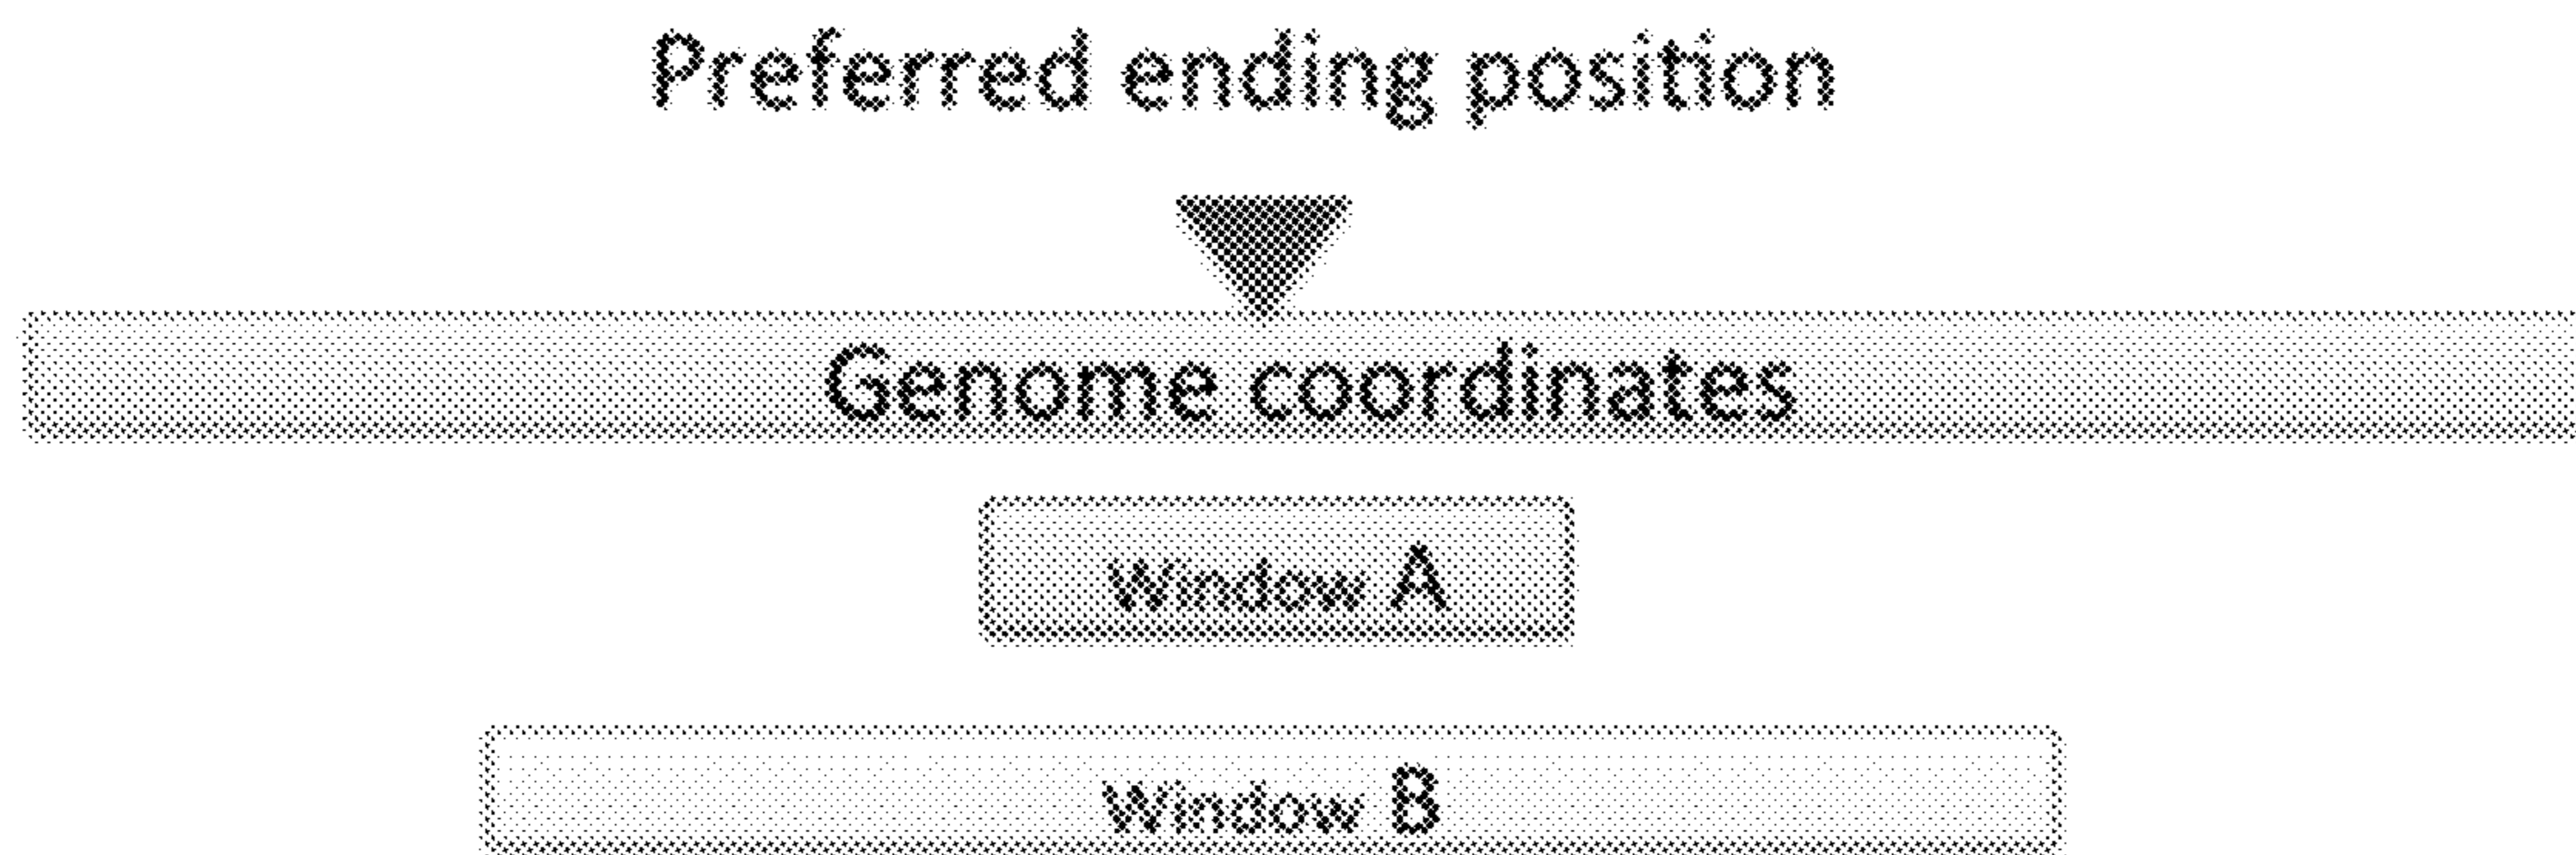 Preferred ending position
Genome coordinates
Window A
Window B